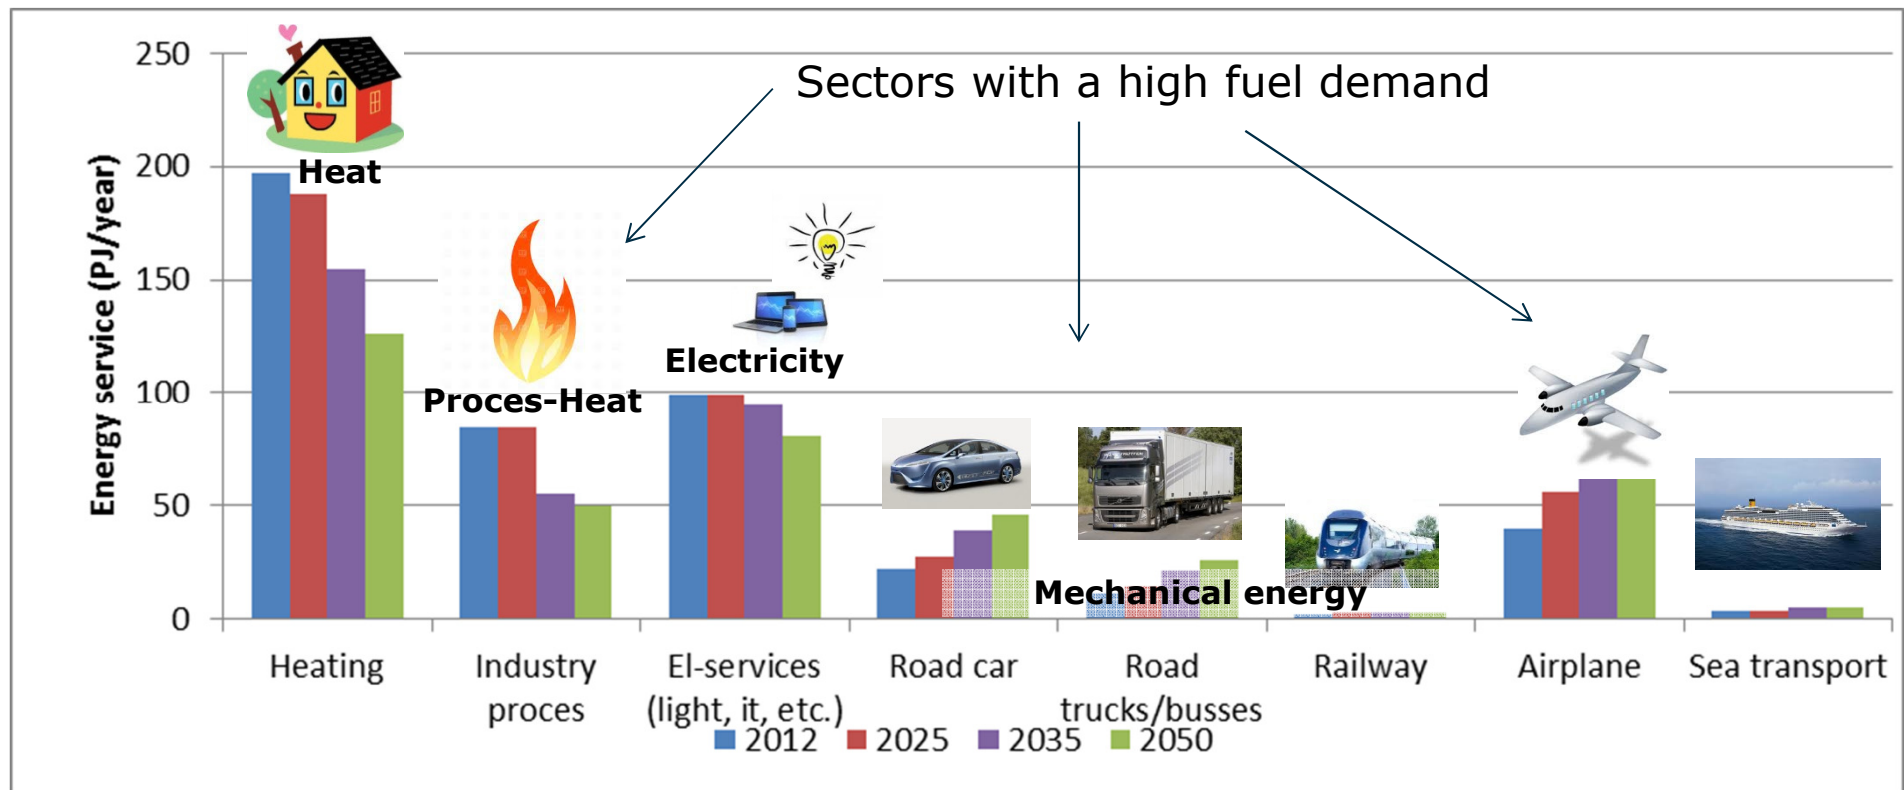 Sectors with a high fuel demand
Energy service (PJ/year)
250
200
150
100
50
0
Heat
Proces-Heat
Electricity
Mechanical energy
Heating
Industry
proces
El-services
(light, it, etc.)
Road car
Road
trucks/busses
Railway
Airplane
Sea transport
2012 2025 2035 2050